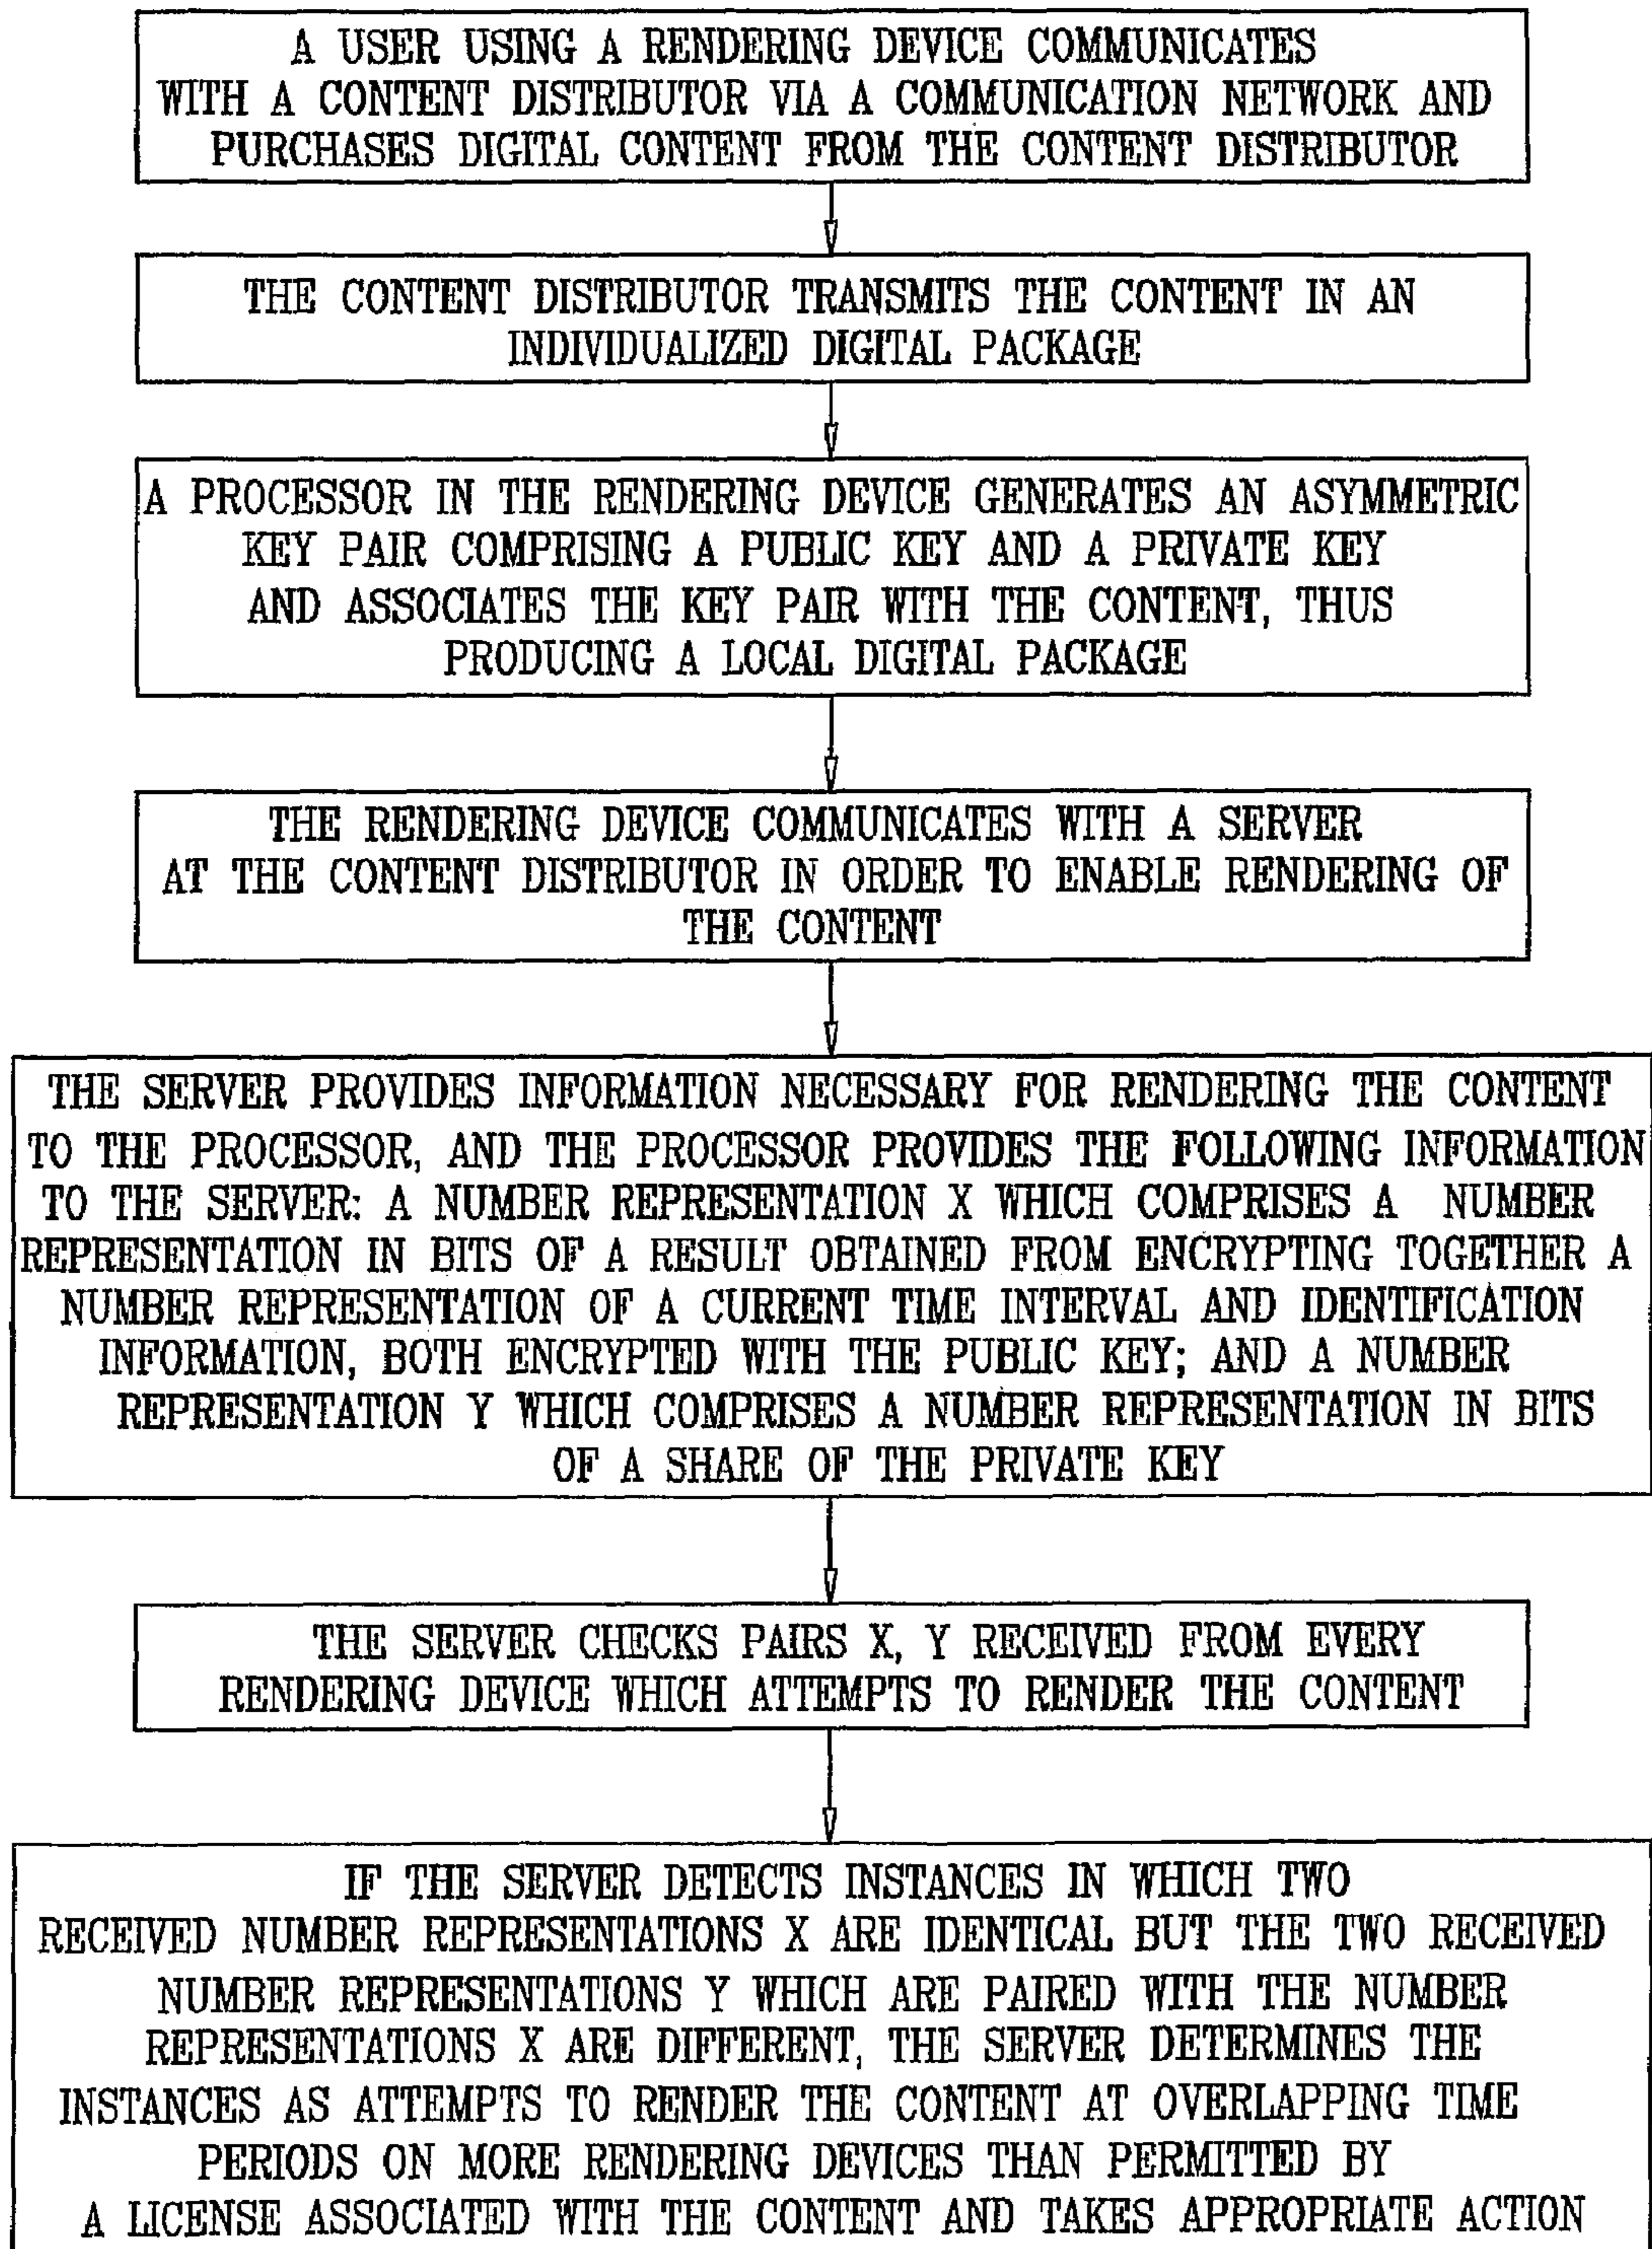 A USER USING A RENDERING DEVICE COMMUNICATES
WITH A CONTENT DISTRIBUTOR VIA A COMMUNICATION NETWORK AND
PURCHASES DIGITAL CONTENT FROM THE CONTENT DISTRIBUTOR
THE CONTENT DISTRIBUTOR TRANSMITS THE CONTENT IN AN
INDIVIDUALIZED DIGITAL PACKAGE
A PROCESSOR IN THE RENDERING DEVICE GENERATES AN ASYMMETRIC
KEY PAIR COMPRISING A PUBLIC KEY AND A PRIVATE KEY
AND ASSOCIATES THE KEY PAIR WITH THE CONTENT, THUS
PRODUCING A LOCAL DIGITAL PACKAGE
THE RENDERING DEVICE COMMUNICATES WITH A SERVER
AT THE CONTENT DISTRIBUTOR IN ORDER TO ENABLE RENDERING OF
THE CONTENT
THE SERVER PROVIDES INFORMATION NECESSARY FOR RENDERING THE CONTENT
TO THE PROCESSOR, AND THE PROCESSOR PROVIDES THE FOLLOWING INFORMATION
TO THE SERVER: A NUMBER REPRESENTATION X WHICH COMPRISES A NUMBER
REPRESENTATION IN BITS OF A RESULT OBTAINED FROM ENCRYPTING TOGETHER A
NUMBER REPRESENTATION OF A CURRENT TIME INTERVAL AND IDENTIFICATION
INFORMATION, BOTH ENCRYPTED WITH THE PUBLIC KEY; AND A NUMBER
REPRESENTATION Y WHICH COMPRISES A NUMBER REPRESENTATION IN BITS
OF A SHARE OF THE PRIVATE KEY
THE SERVER CHECKS PAIRS X, Y RECEIVED FROM EVERY
RENDERING DEVICE WHICH ATTEMPTS TO RENDER THE CONTENT
IF THE SERVER DETECTS INSTANCES IN WHICH TWO
RECEIVED NUMBER REPRESENTATIONS X ARE IDENTICAL BUT THE TWO RECEIVED
NUMBER REPRESENTATIONS Y WHICH ARE PAIRED WITH THE NUMBER
REPRESENTATIONS X ARE DIFFERENT, THE SERVER DETERMINES THE
INSTANCES AS ATTEMPTS TO RENDER THE CONTENT AT OVERLAPPING TIME
PERIODS ON MORE RENDERING DEVICES THAN PERMITTED BY
A LICENSE ASSOCIATED WITH THE CONTENT AND TAKES APPROPRIATE ACTION